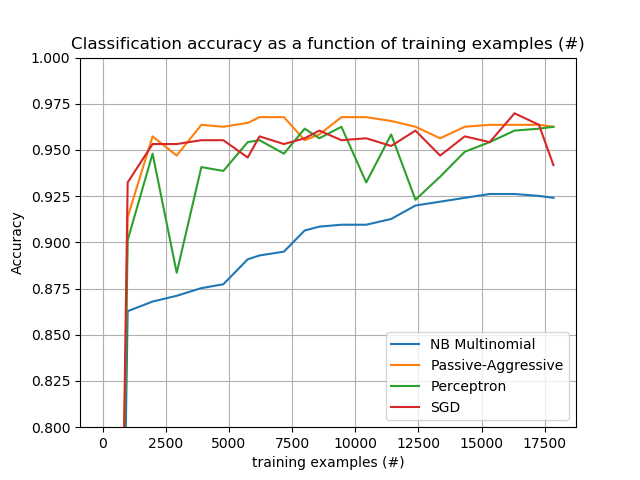 Classification accuracy as a function of training examples (#)
1.000
0.975
0.950
0.925
0.900
0.875
0.850
0.825
0.800
Accuracy
NB Multinomial
Passive-Aggressive
Perceptron
SGD
0 2500 5000 7500 10000 12500 15000 17500
training examples (#)